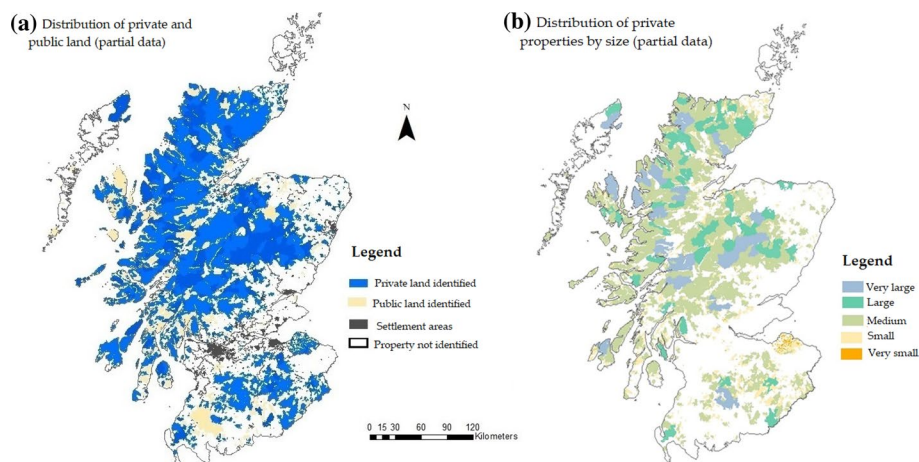 (a) Distribution of private and
public land (partial data)
N
Legend
Private land identified
Public land identified
Settlement areas
Property not identified
0 15 30 60 90 120
Kilometers
(b) Distribution of private
properties by size (partial data)
Legend
Very large
Large
Medium
Small
Very small